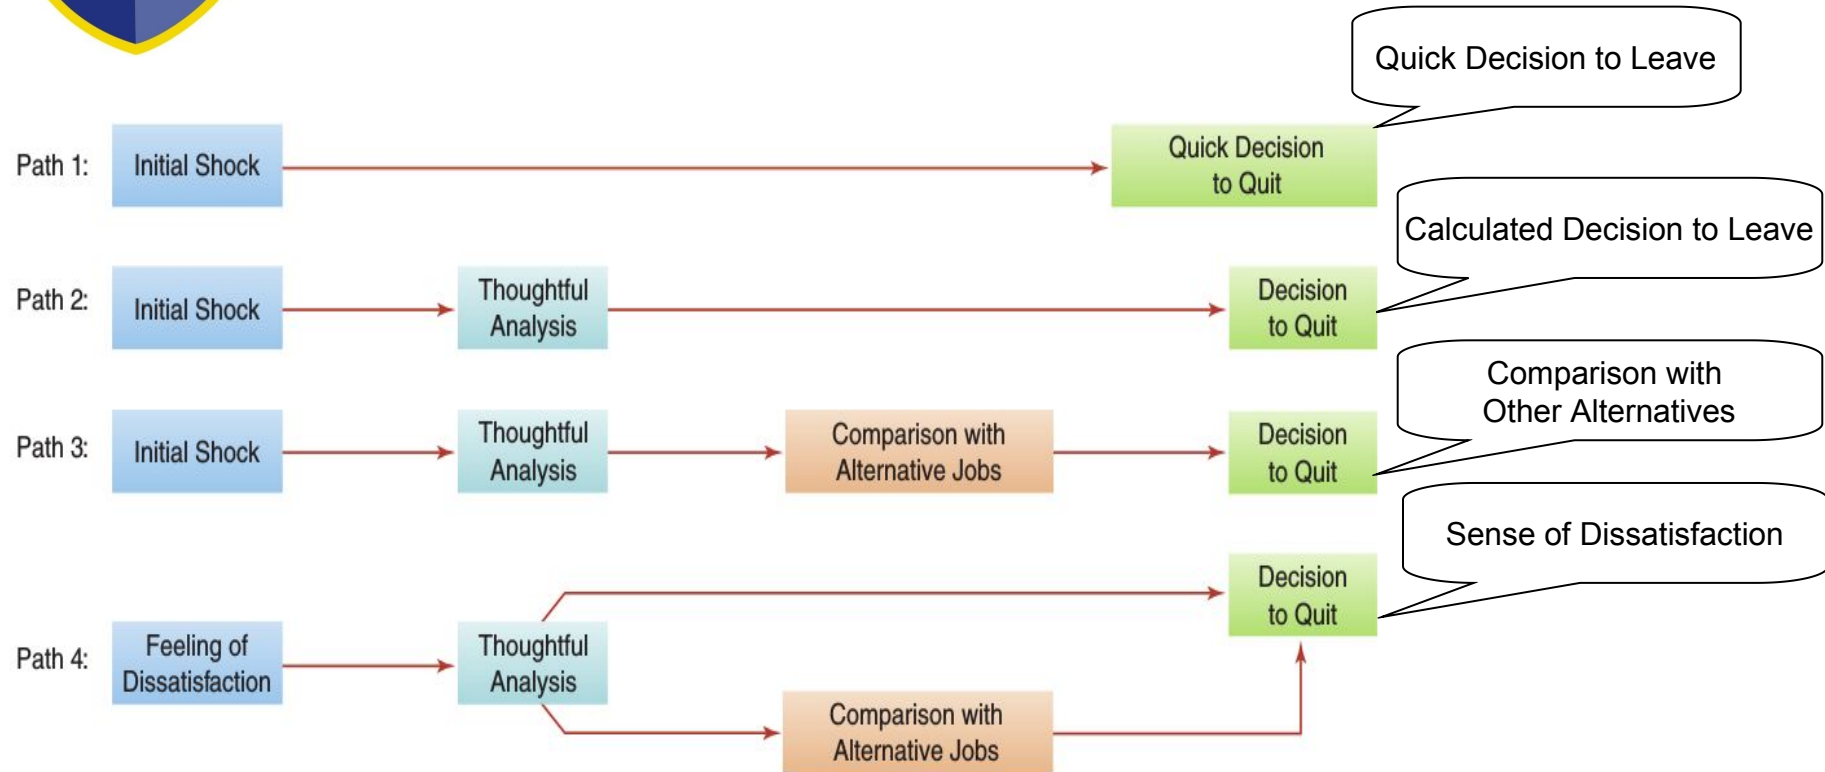 Quick Decision to Leave
Path 1:
Initial Shock
Quick Decision
to Quit
Calculated Decision to Leave
Path 2:
Initial Shock
Thoughtful
Analysis
Decision
to Quit
Comparison with
Other Alternatives
Path 3:
Initial Shock
Thoughtful
Analysis
Comparison with
Alternative Jobs
Decision
to Quit
Sense of Dissatisfaction
Path 4:
Feeling of
Dissatisfaction
Thoughtful
Analysis
Decision
to Quit
Comparison with
Alternative Jobs